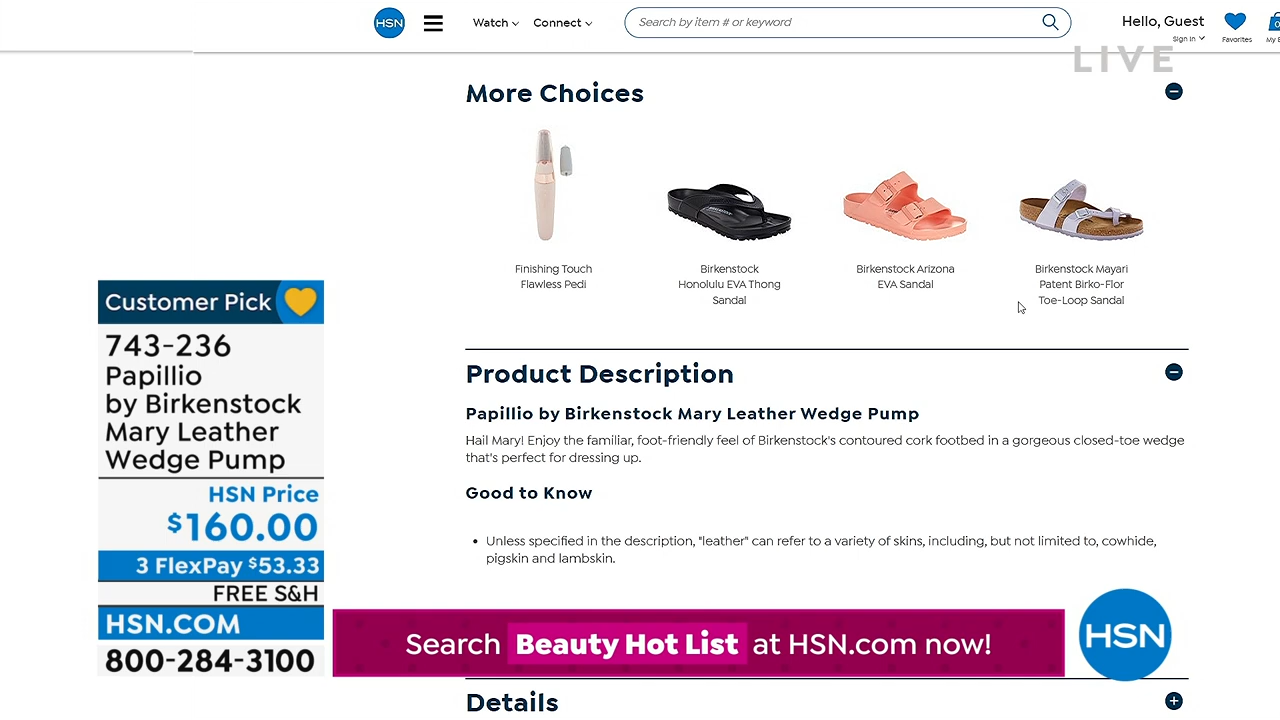 HSN
Watch
Connect
Search by item # or keyword
Hello, Guest
Sign In
Favorites
LIVE
More Choices
Finishing Touch
Flawless Pedi
Birkenstock
Honolulu EVA Thong
Sandal
Birkenstock Arizona
EVA Sandal
Birkenstock Mayari
Patent Birko-Flor
Toe-Loop Sandal
Customer Pick
743-236
Papillio
by Birkenstock
Mary Leather
Wedge Pump
HSN Price
$160.00
3 FlexPay $53.33
FREE S&H
HSN.COM
800-284-3100
Product Description
Papillio by Birkenstock Mary Leather Wedge Pump
Hail Mary! Enjoy the familiar, foot-friendly feel of Birkenstock's contoured cork footbed in a gorgeous closed-toe wedge
that's perfect for dressing up.
Good to Know
• Unless specified in the description, "leather" can refer to a variety of skins, including, but not limited to, cowhide,
pigskin and lambskin.
Search Beauty Hot List at HSN.com now!
HSN
Details